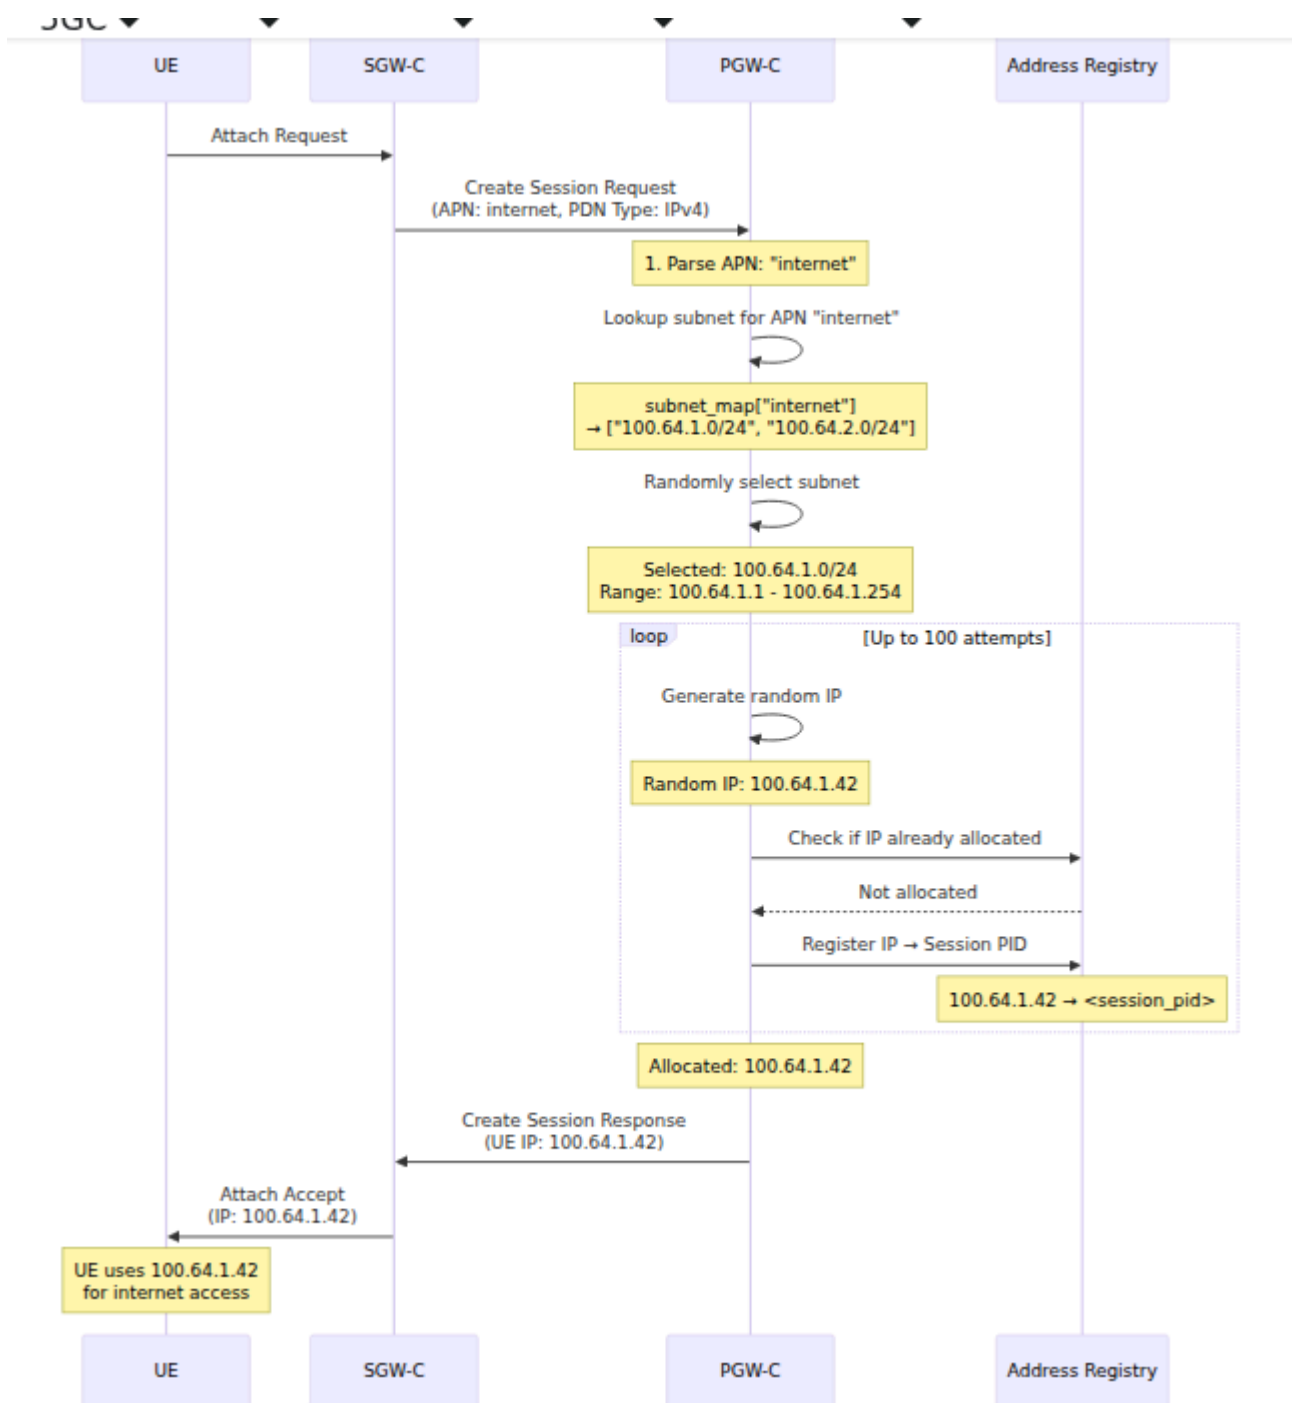 UE
SGW-C
PGW-C
Address Registry
Attach Request
Create Session Request
(APN: internet, PDN Type: IPv4)
1. Parse APN: "internet"
Lookup subnet for APN "internet"
subnet_map["internet"]
→ ["100.64.1.0/24", "100.64.2.0/24"]
Randomly select subnet
Selected: 100.64.1.0/24
Range: 100.64.1.1 - 100.64.1.254
loop
[Up to 100 attempts]
Generate random IP
Random IP: 100.64.1.42
Check if IP already allocated
Not allocated
Register IP → Session PID
100.64.1.42 → <session_pid>
Allocated: 100.64.1.42
Create Session Response
(UE IP: 100.64.1.42)
Attach Accept
(IP: 100.64.1.42)
UE uses 100.64.1.42
for internet access
UE
SGW-C
PGW-C
Address Registry